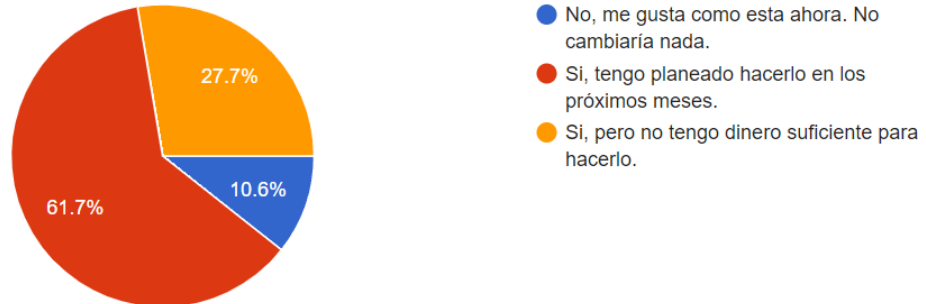 27.7%
10.6%
61.7%
No, me gusta como esta ahora. No
cambiaría nada.
Si, tengo planeado hacerlo en los
próximos meses.
Si, pero no tengo dinero suficiente para
hacerlo.